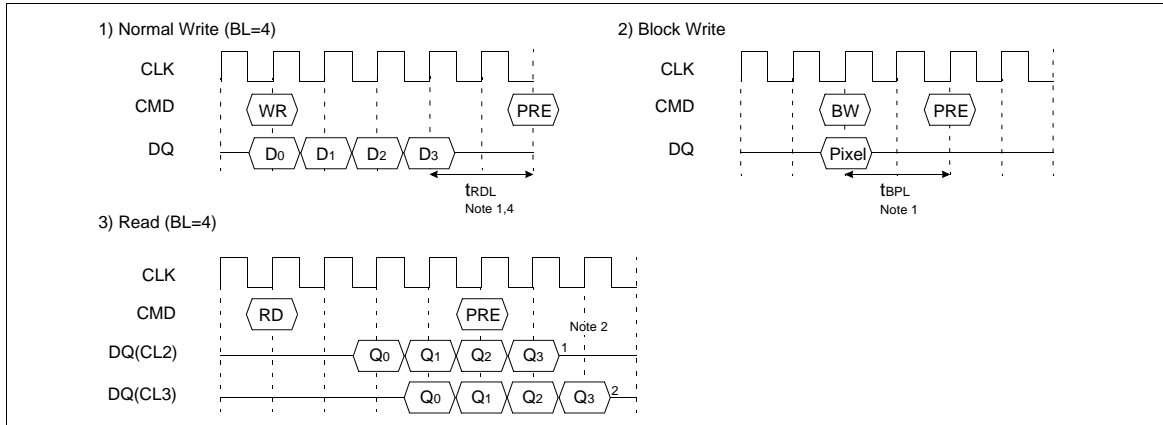 1) Normal Write (BL=4)
CLK
CMD WR PRE
DQ D0 D1 D2 D3
tRDL
Note 1,4
2) Block Write
CLK
CMD BW PRE
DQ Pixel
tBPL
Note 1
3) Read (BL=4)
CLK
CMD RD PRE
Note 2
DQ(CL2) Q0 Q1 Q2 Q3 1
DQ(CL3) Q0 Q1 Q2 Q3 2